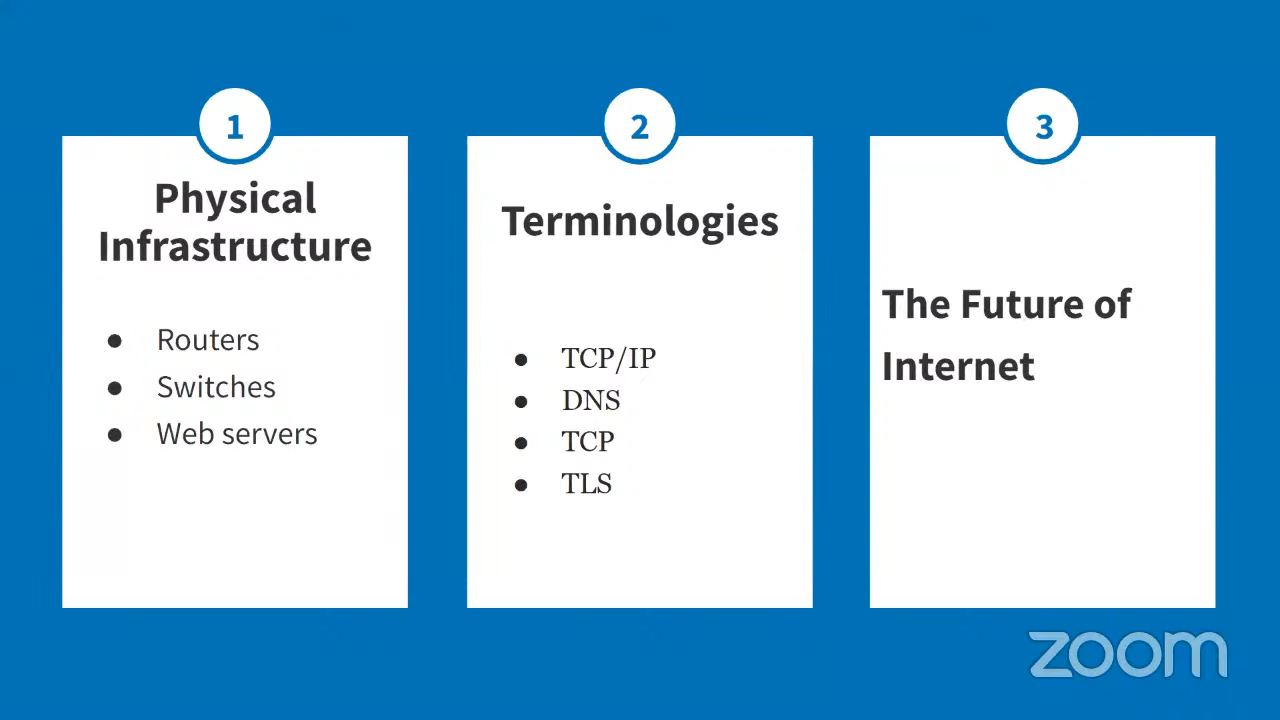 1
Physical
Infrastructure
● Routers
● Switches
● Web servers
2
Terminologies
● TCP/IP
● DNS
● TCP
● TLS
3
The Future of
Internet
zoom